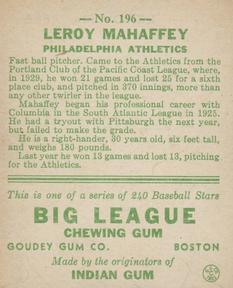 — No. 196 —
LEROY MAHAFFEY
PHILADELPHIA ATHLETICS
Fast ball pitcher. Came to the Athletics from the
Portland Club of the Pacific Coast League, where,
in 1929, he won 21 games and lost 25 for a sixth
place club, and pitched in 370 innings, more than
any other twirler in the league.
Mahaffey began his professional career with
Columbia in the South Atlantic League in 1925.
He had a tryout with Pittsburgh the next year,
but failed to make the grade.
He is a right-hander, 30 years old, six feet tall,
and weighs 180 pounds.
Last year he won 13 games and lost 13, pitching
for the Athletics.
This is one of a series of 240 Baseball Stars
BIG LEAGUE
CHEWING GUM
GOUDEY GUM CO. BOSTON
Made by the originators of
INDIAN GUM